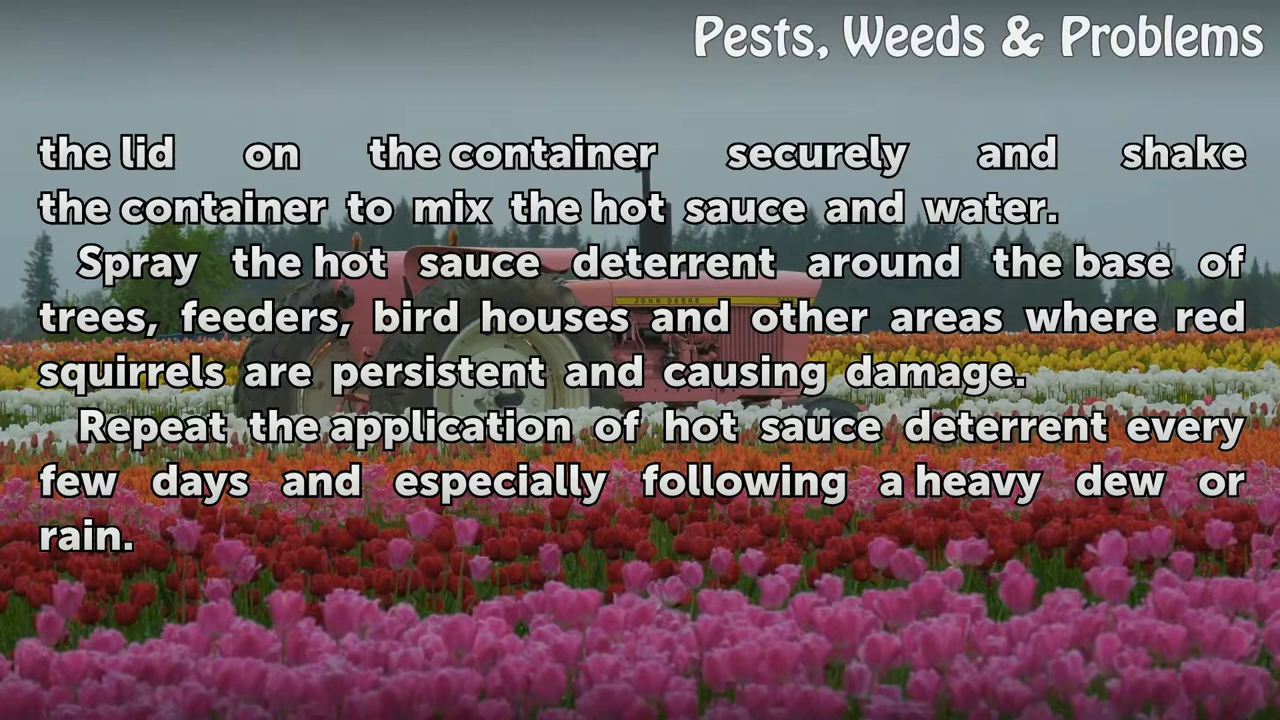 Pests, Weeds & Problems
the lid on the container securely and shake
the container to mix the hot sauce and water.
Spray the hot sauce deterrent around the base of
trees, feeders, bird houses and other areas where red
squirrels are persistent and causing damage.
Repeat the application of hot sauce deterrent every
few days and especially following a heavy dew or
rain.
JOHN DEERE